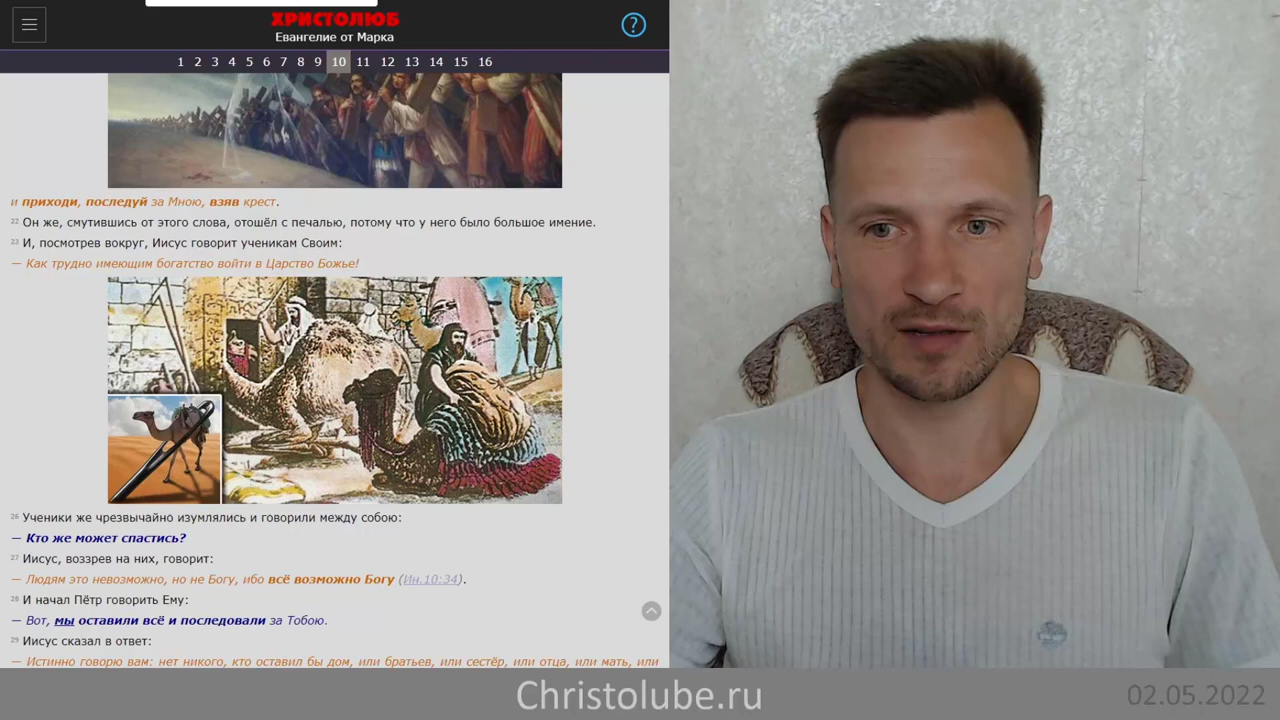 ХРИСТОЛЮБ
Евангелие от Марка
1 2 3 4 5 6 7 8 9 10 11 12 13 14 15 16
и приходи, последуй за Мною, взяв крест.
22 Он же, смутившись от этого слова, отошёл с печалью, потому что у него было большое имение.
23 И, посмотрев вокруг, Иисус говорит ученикам Своим:
— Как трудно имеющим богатство войти в Царство Божье!
26 Ученики же чрезвычайно изумлялись и говорили между собою:
— Кто же может спастись?
27 Иисус, воззрев на них, говорит:
— Людям это невозможно, но не Богу, ибо всё возможно Богу (Ин.10:34).
28 И начал Пётр говорить Ему:
— Вот, мы оставили всё и последовали за Тобою.
29 Иисус сказал в ответ:
— Истинно говорю вам: нет никого, кто оставил бы дом, или братьев, или сестёр, или отца, или мать, или
Christolube.ru
02.05.2022